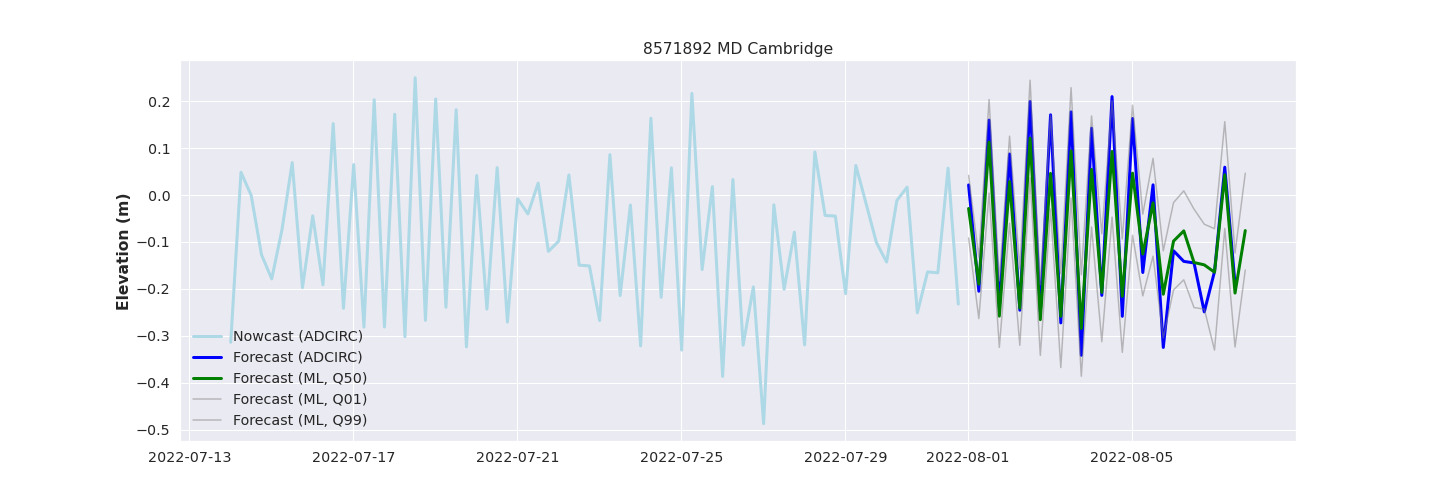 8571892 MD Cambridge
Elevation (m)
0.2
0.1
0.0
−0.1
−0.2
−0.3
−0.4
−0.5
Nowcast (ADCIRC)
Forecast (ADCIRC)
Forecast (ML, Q50)
Forecast (ML, Q01)
Forecast (ML, Q99)
2022-07-13 2022-07-17 2022-07-21 2022-07-25 2022-07-29 2022-08-01 2022-08-05